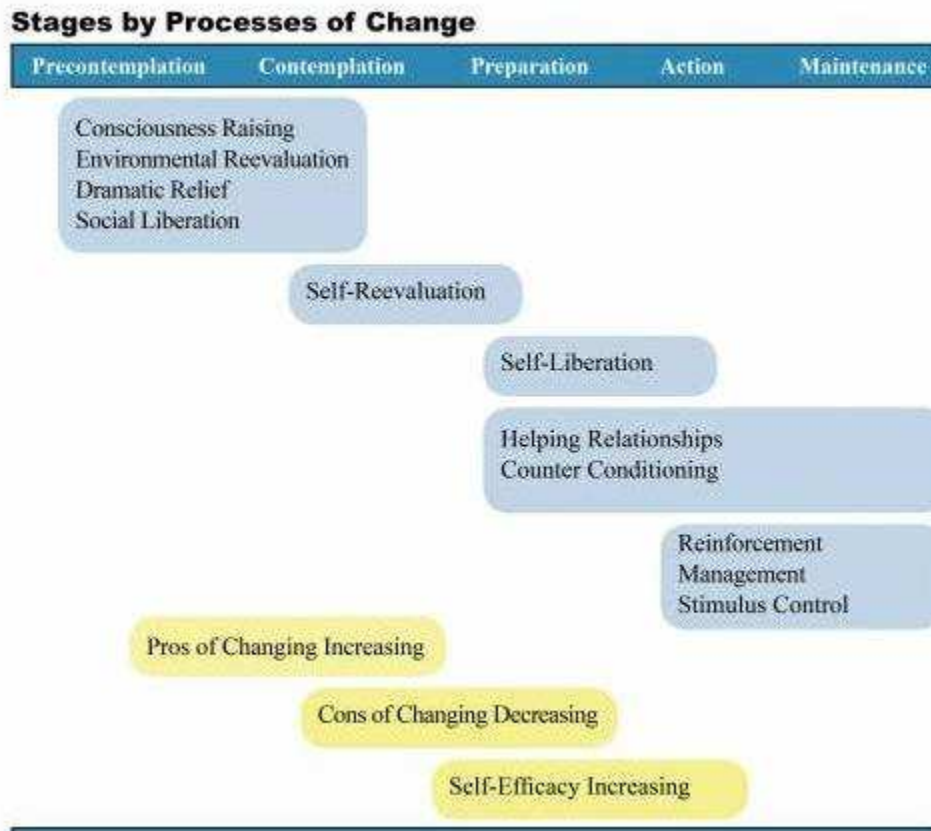 Stages by Processes of Change
Precontemplation Contemplation Preparation Action Maintenance
Consciousness Raising
Environmental Reevaluation
Dramatic Relief
Social Liberation
Self-Reevaluation
Self-Liberation
Helping Relationships
Counter Conditioning
Reinforcement
Management
Stimulus Control
Pros of Changing Increasing
Cons of Changing Decreasing
Self-Efficacy Increasing